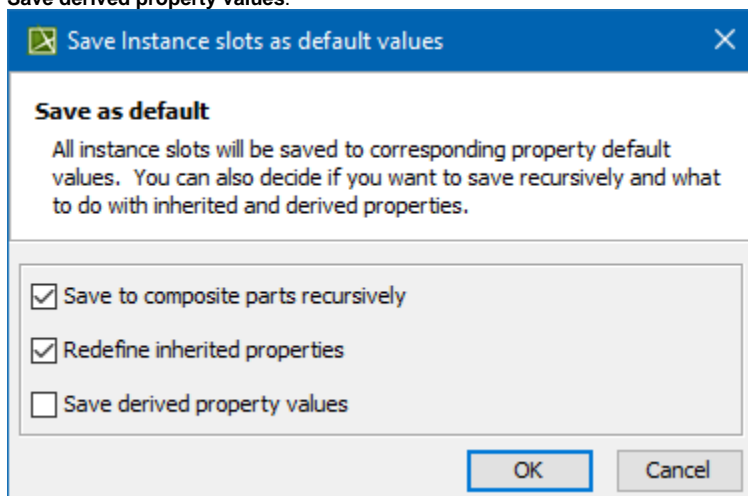 Save derived property values.
Save Instance slots as default values
Save as default
All instance slots will be saved to corresponding property default
values. You can also decide if you want to save recursively and what
to do with inherited and derived properties.
Save to composite parts recursively
Redefine inherited properties
Save derived property values
OK Cancel